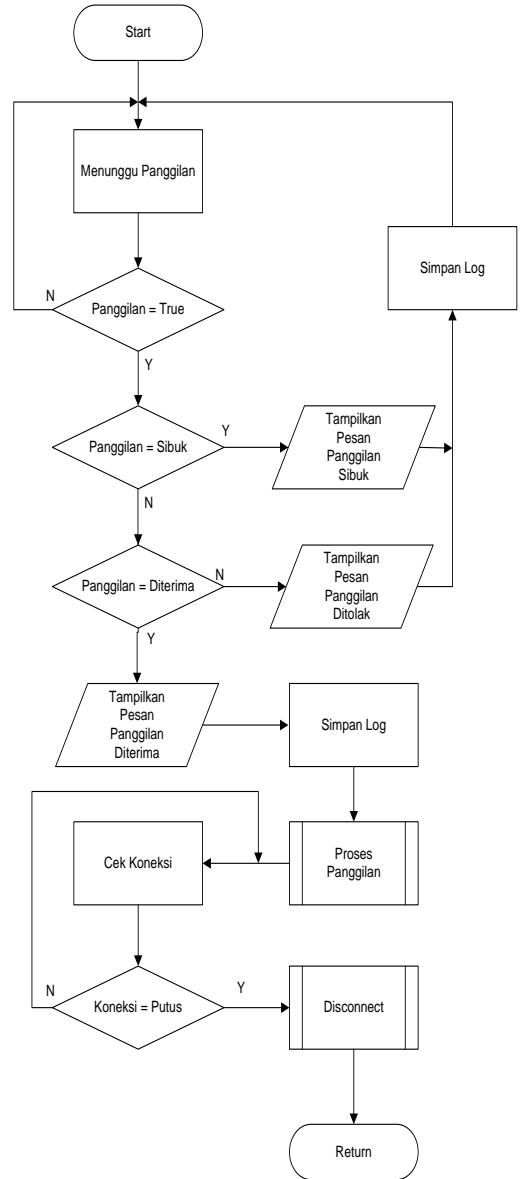 Start
Menunggu Panggilan
Simpan Log
N
Panggilan = True
Y
Panggilan = Sibuk
Y
Tampilkan
Pesan
Panggilan
Sibuk
N
Panggilan = Diterima
N
Tampilkan
Pesan
Panggilan
Ditolak
Y
Tampilkan
Pesan
Panggilan
Diterima
Simpan Log
Cek Koneksi
Proses
Panggilan
N
Koneksi = Putus
Y
Disconnect
Return